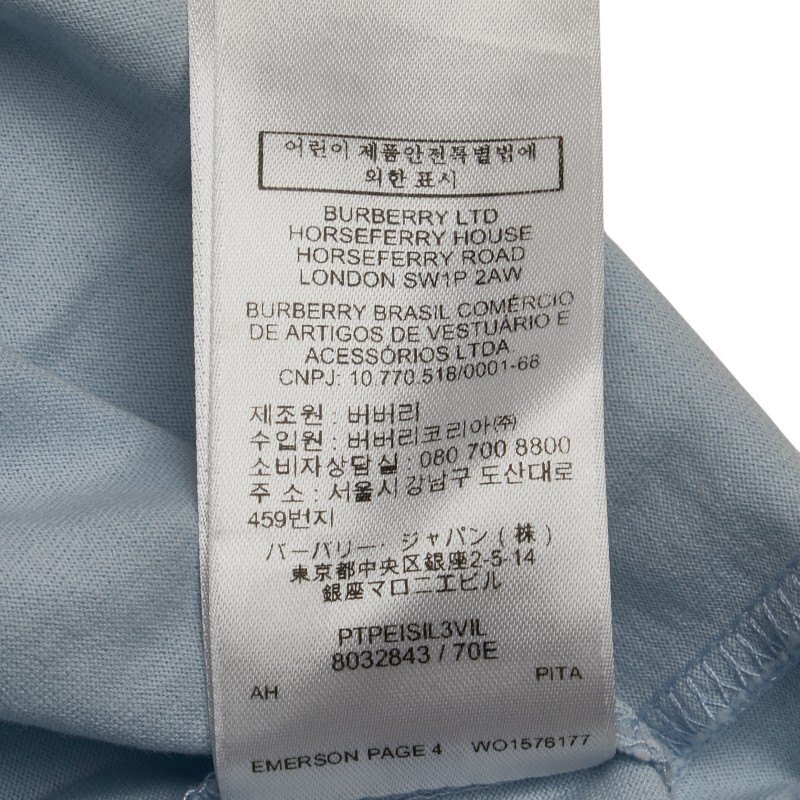 어린이 제품안전특별법에
의한 표시
BURBERRY LTD
HORSEFERRY HOUSE
HORSEFERRY ROAD
LONDON SW1P 2AW
BURBERRY BRASIL COMÉRCIO
DE ARTIGOS DE VESTUÁRIO E
ACESSÓRIOS LTDA
CNPJ: 10.770.518/0001-66
제조원 : 버버리
수입원 : 버버리코리아(주)
소비자상담실 : 080 700 8800
주 소 : 서울시 강남구 도산대로
459번지
バーバリー・ジャパン(株)
東京都中央区銀座2-5-14
銀座マロニエビル
PTPEISIL3VIL
8032843 / 70E
AH PITA
EMERSON PAGE 4 WO1576177